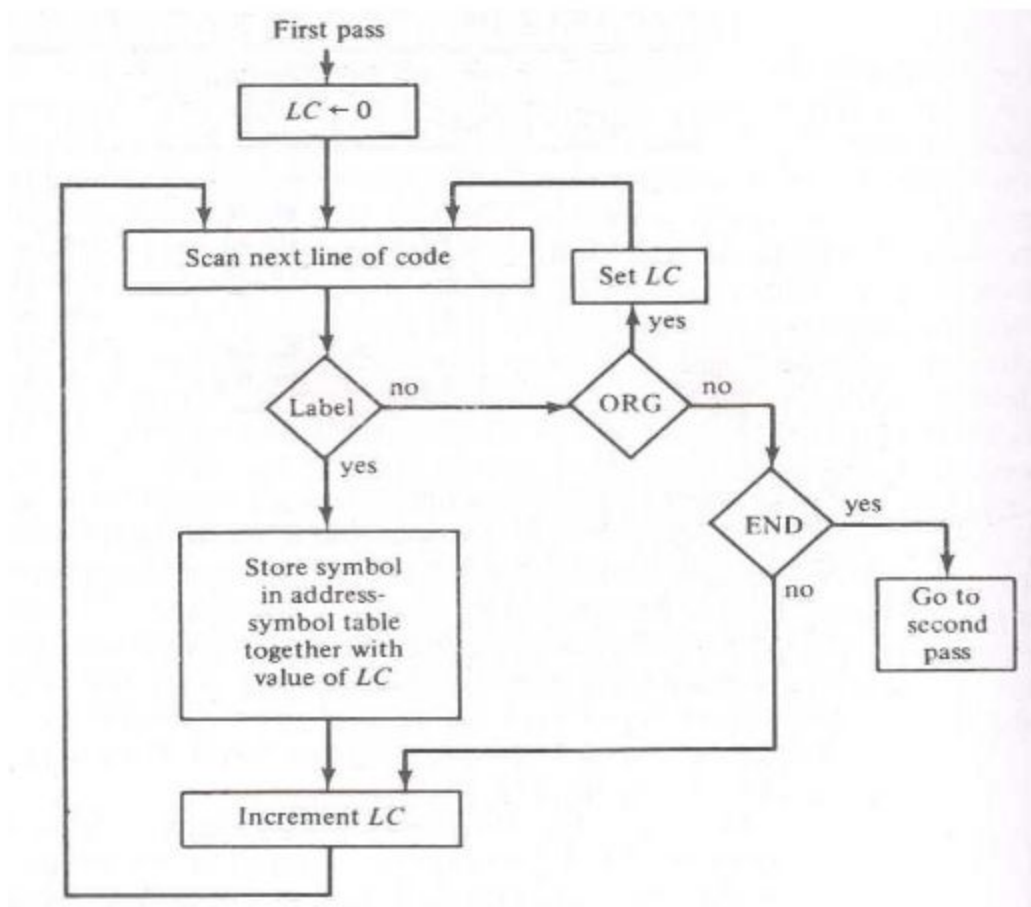 First pass
LC ← 0
Scan next line of code
Set LC
yes
Label
no
ORG
no
yes
END
yes
no
Store symbol
in address-
symbol table
together with
value of LC
Go to
second
pass
Increment LC